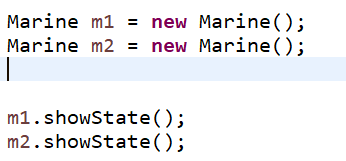 Marine m1 = new Marine();
Marine m2 = new Marine();
m1.showState();
m2.showState();